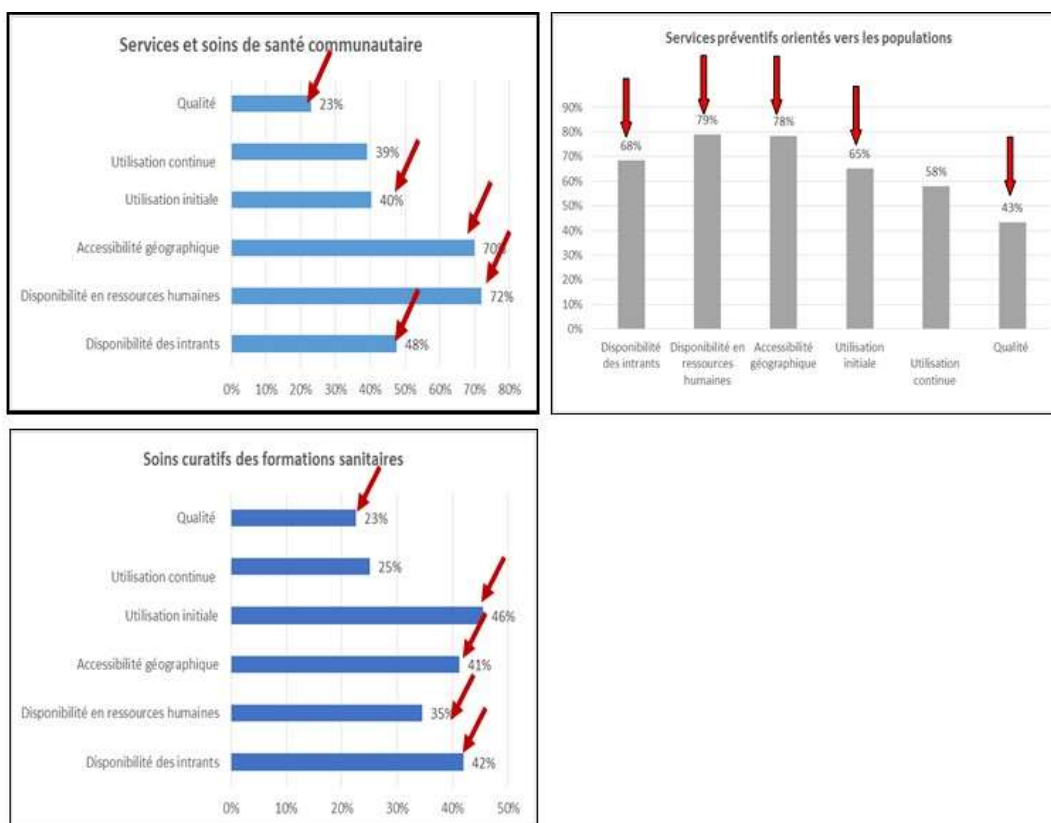 Services et soins de santé communautaire
Qualité
23%
Utilisation continue
39%
Utilisation initiale
40%
Accessibilité géographique
70%
Disponibilité en ressources humaines
72%
Disponibilité des intrants
48%
0% 10% 20% 30% 40% 50% 60% 70% 80%
Services préventifs orientés vers les populations
90%
80%
70%
60%
50%
40%
30%
20%
10%
0%
68%
79%
78%
65%
58%
43%
Disponibilité
des intrants
Disponibilité en
ressources
humaines
Accessibilité
géographique
Utilisation
initiale
Utilisation
continue
Qualité
Soins curatifs des formations sanitaires
Qualité
23%
Utilisation continue
25%
Utilisation initiale
46%
Accessibilité géographique
41%
Disponibilité en ressources humaines
35%
Disponibilité des intrants
42%
0% 10% 20% 30% 40% 50%